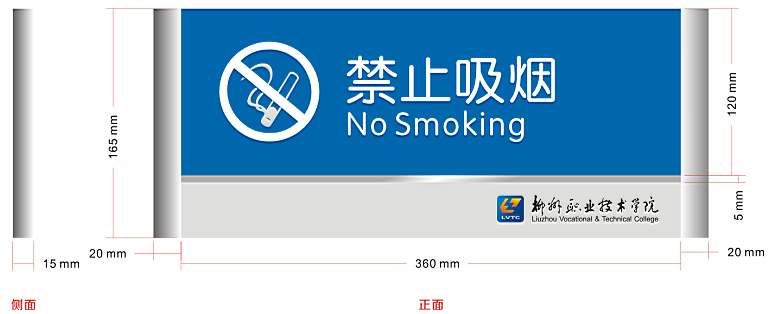 禁止吸烟
No Smoking
120 mm
165 mm
5 mm
LVTC
柳州职业技术学院
Liuzhou Vocational & Technical College
20 mm
20 mm
15 mm
360 mm
侧面
正面